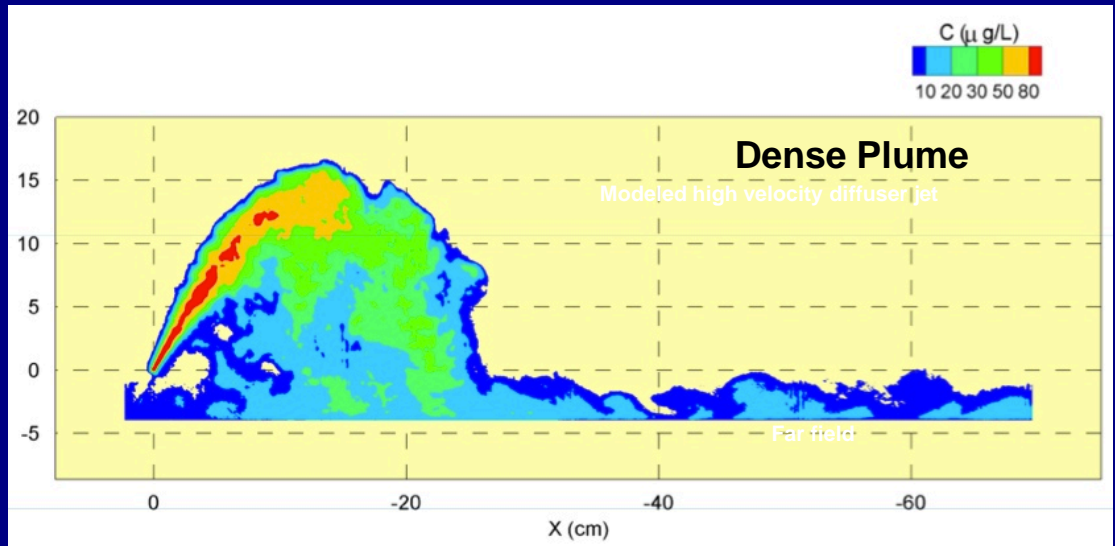 C (μ g/L)
10 20 30 50 80
20
Dense Plume
15
Modeled high velocity diffuser jet
10
5
0
-5
Far field
0 -20 -40 -60
X (cm)